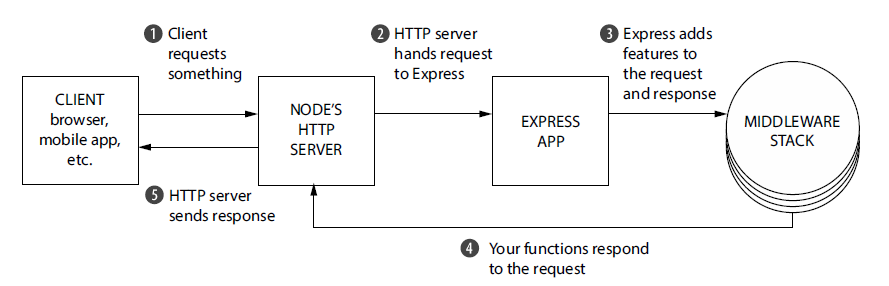 1 Client
requests
something
2 HTTP server
hands request
to Express
3 Express adds
features to
the request
and response
CLIENT
browser,
mobile app,
etc.
NODE'S
HTTP
SERVER
EXPRESS
APP
MIDDLEWARE
STACK
5 HTTP server
sends response
4 Your functions respond
to the request